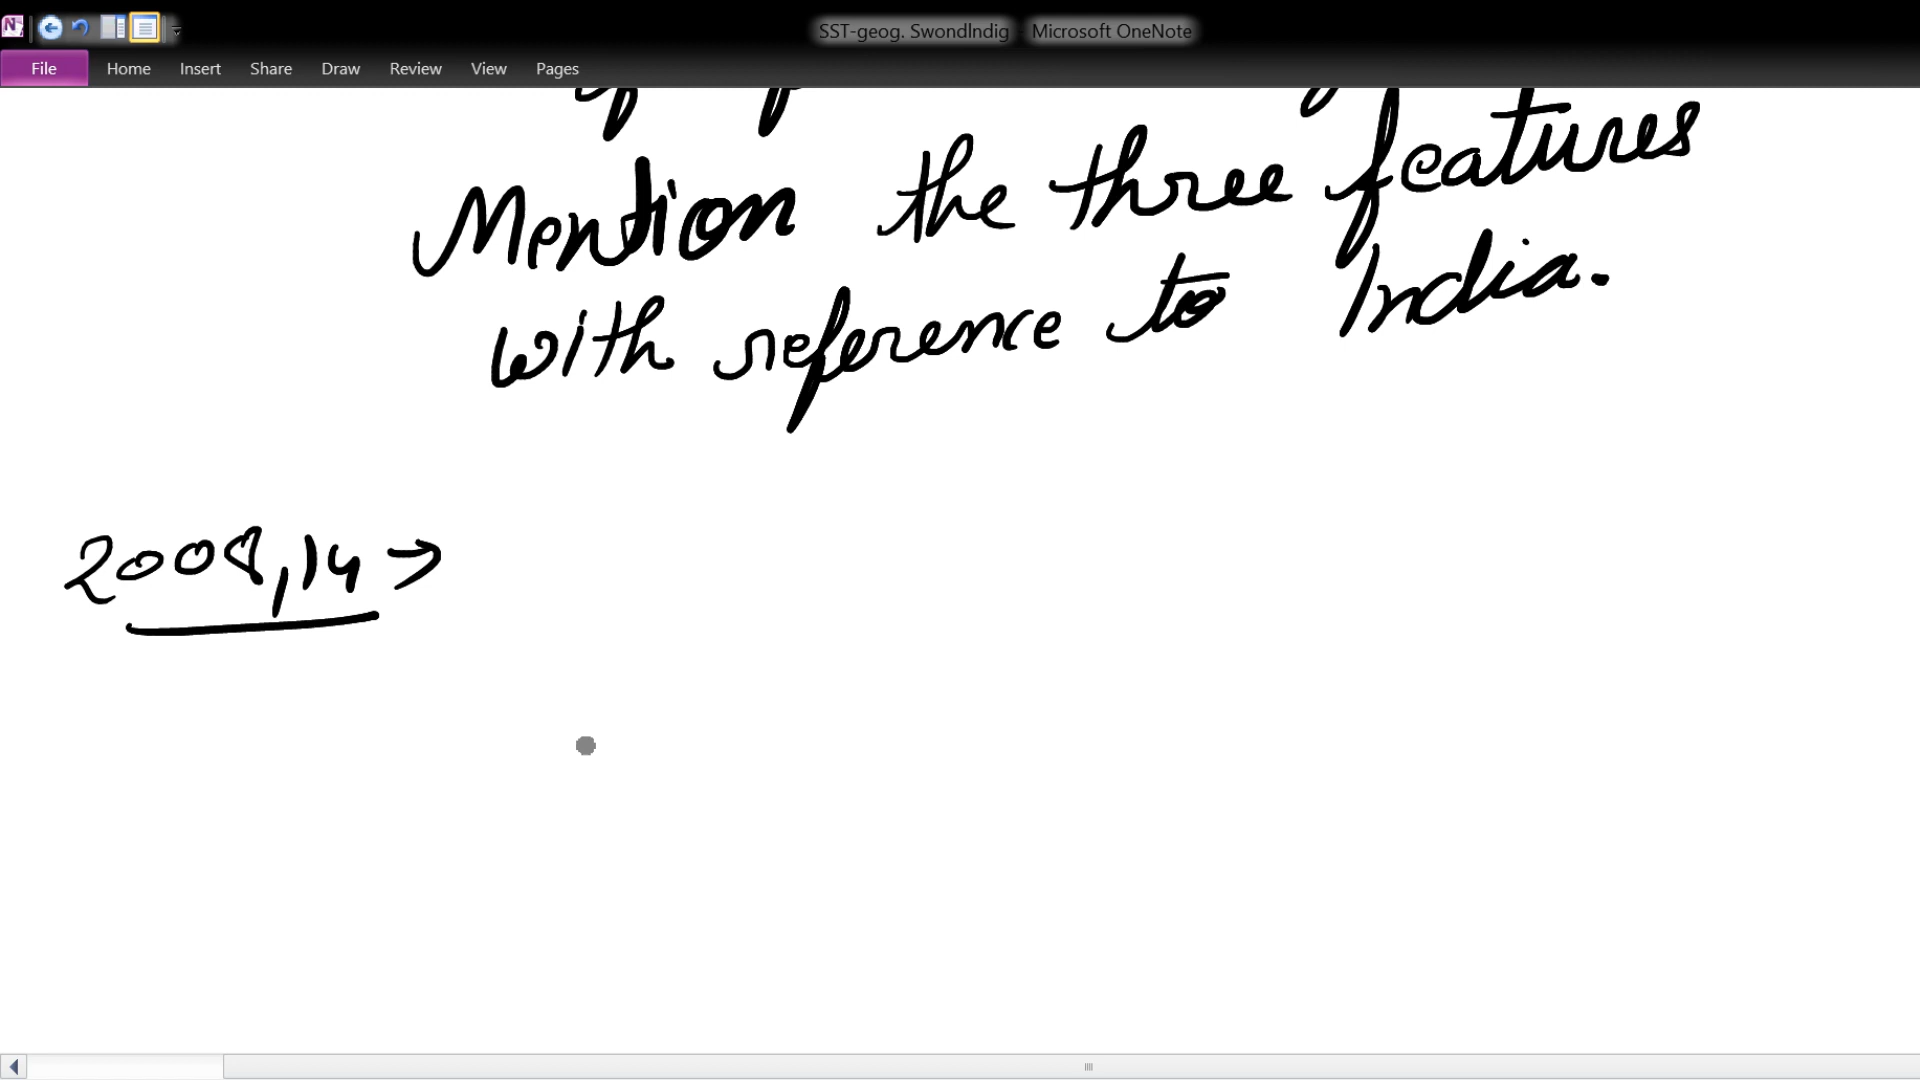 SST-geog. SwondIndig - Microsoft OneNote
File Home Insert Share Draw Review View Pages
Mention the three features
with reference to India.
2008,14 →